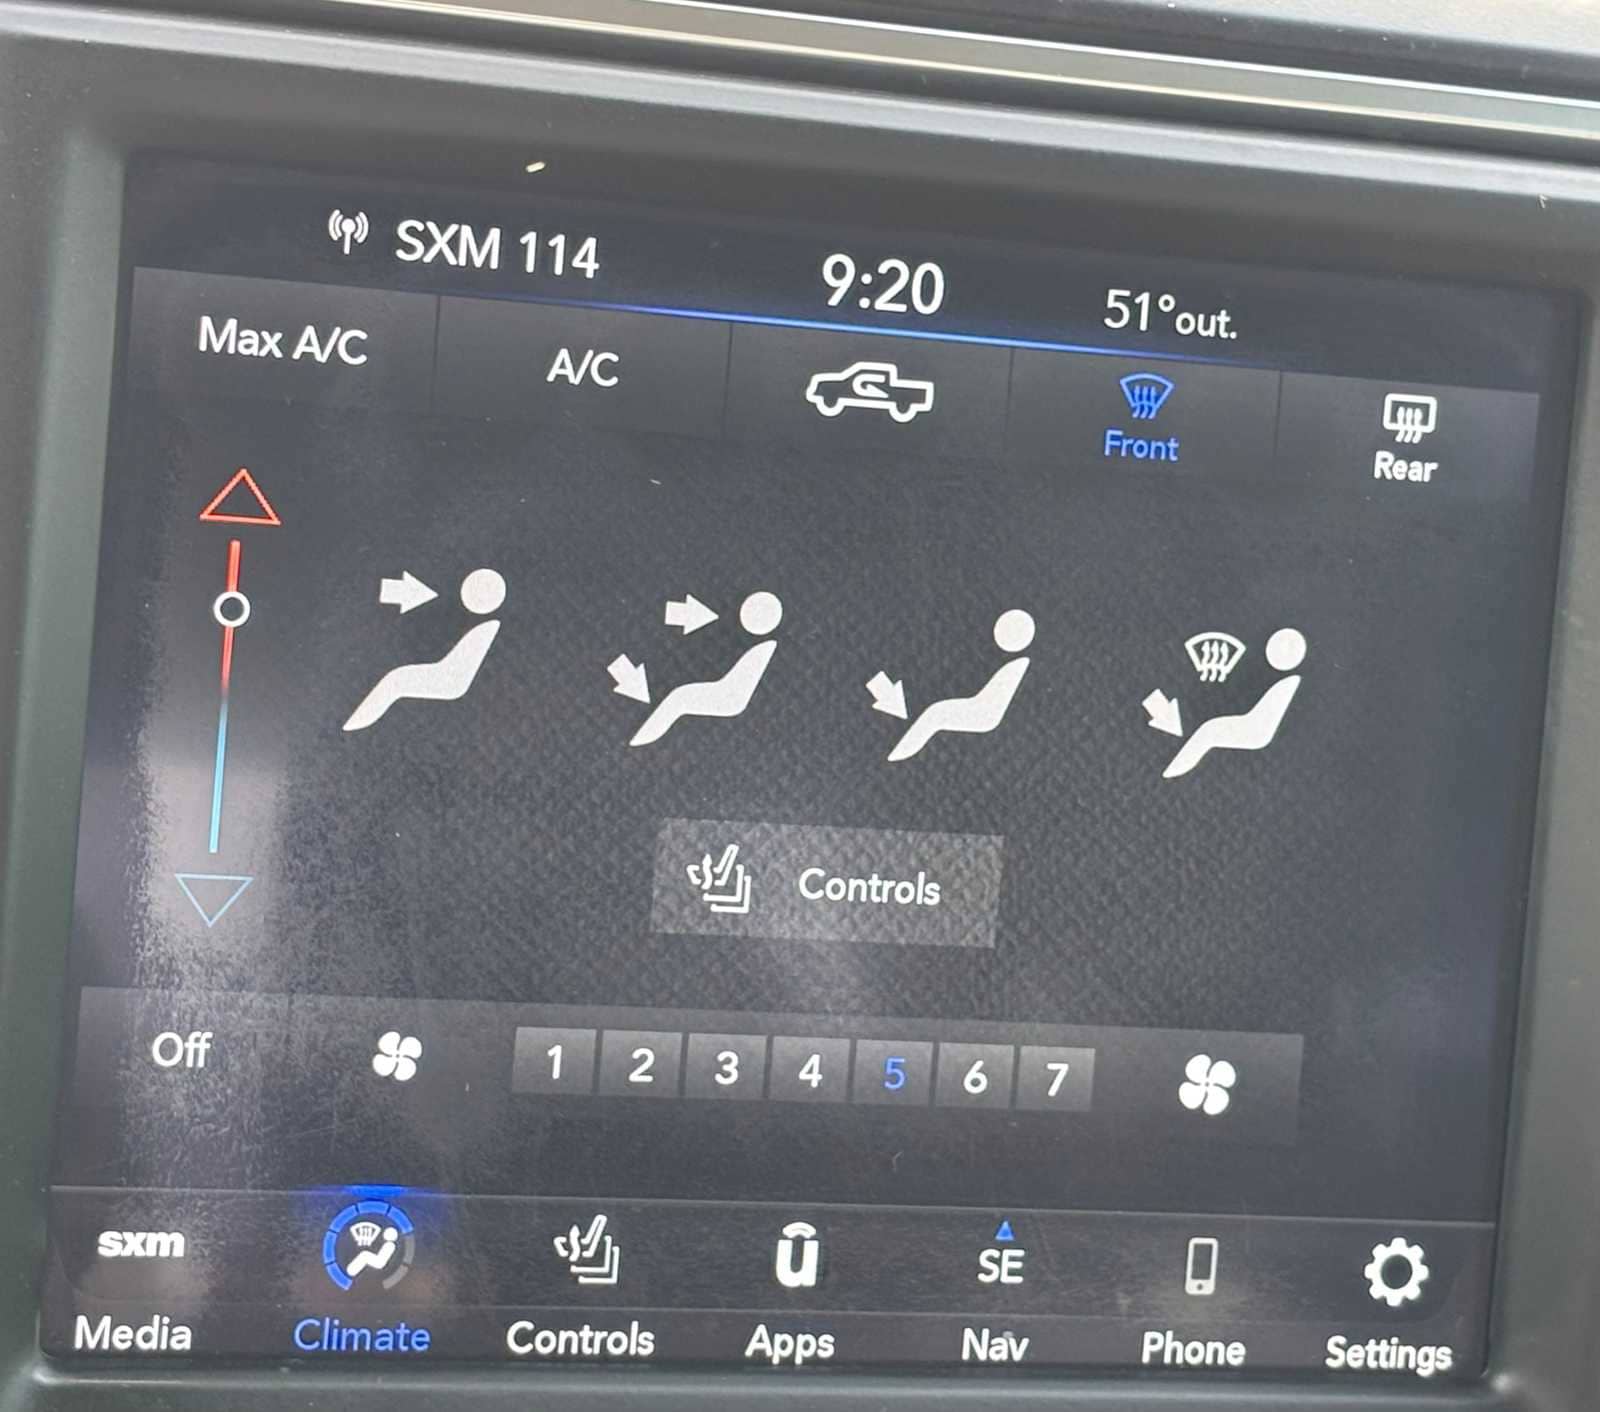 SXM 114
9:20
51°out.
Max A/C
A/C
Front
Rear
Controls
Off
1 2 3 4 5 6 7
sxm
u
SE
Media
Climate
Controls
Apps
Nav
Phone
Settings